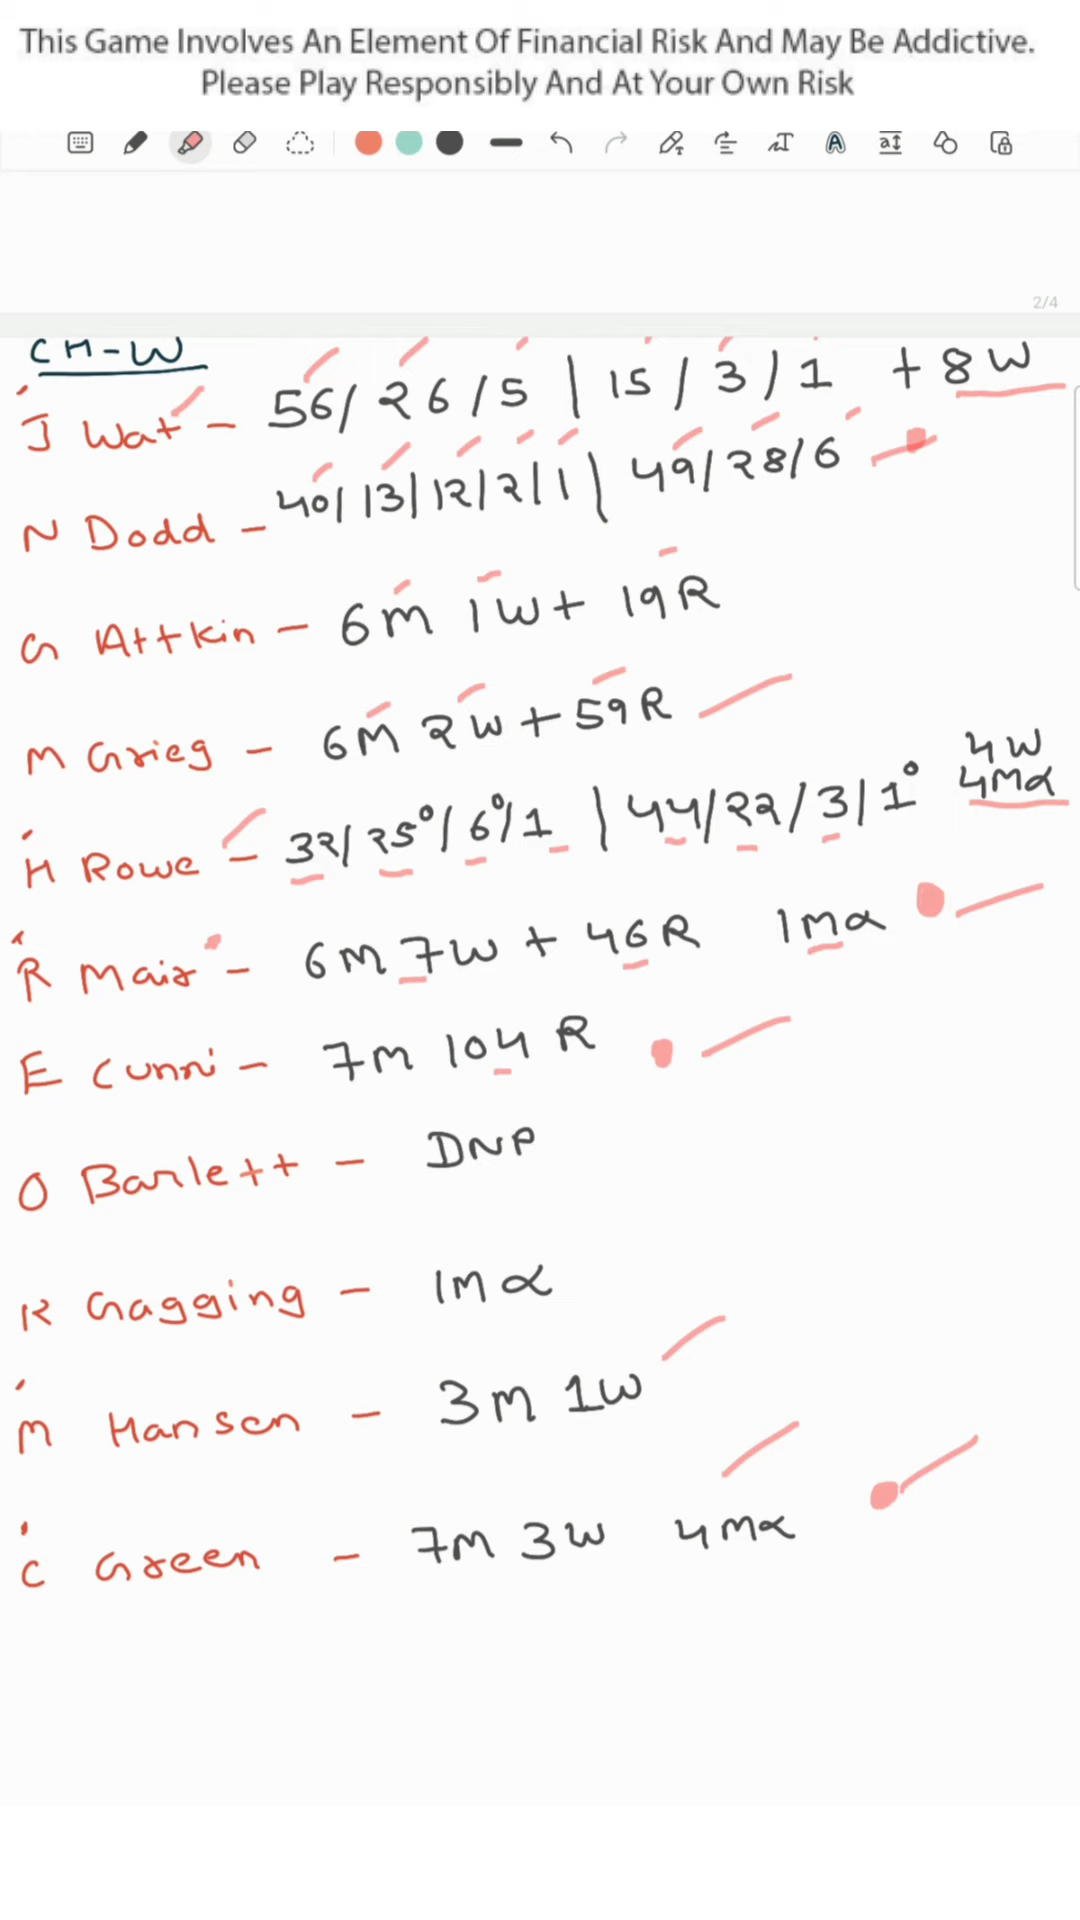 This Game Involves An Element Of Financial Risk And May Be Addictive.
Please Play Responsibly And At Your Own Risk
2/4
CH-W
J Wat - 56/26/5 | 15/3/1 + 8W
N Dodd - 40/13/12/2/1 | 49/28/6
G Attkin - 6M 1W + 19R
M Grieg - 6M 2W + 59R
H Rowe - 32/25°/6°/1 | 44/22/3/1° 4W 4Mα
R Mair - 6M 7W + 46R 1Mα
E Cunni - 7M 104 R
O Barlett - DNP
R Gagging - 1Mα
M Hansen - 3M 1W
C Green - 7M 3W 4Mα